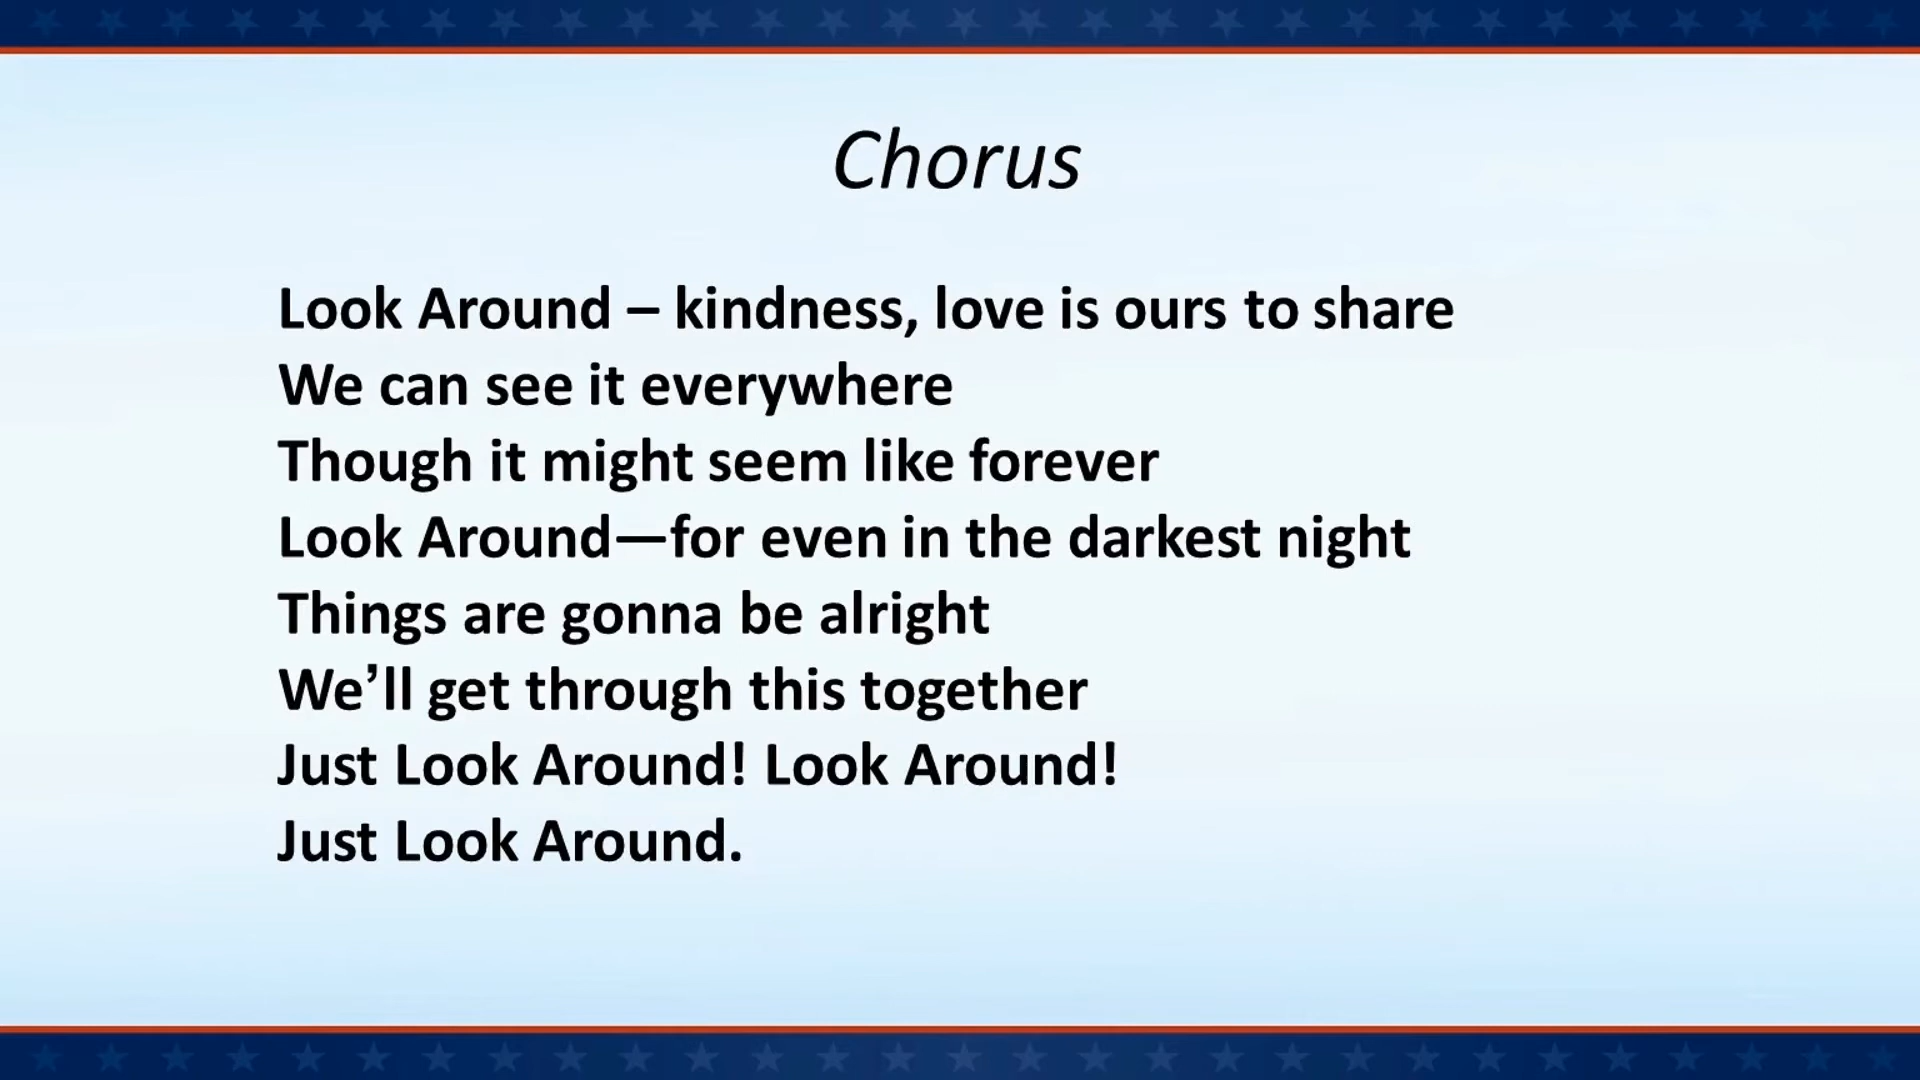 Chorus
Look Around – kindness, love is ours to share
We can see it everywhere
Though it might seem like forever
Look Around—for even in the darkest night
Things are gonna be alright
We’ll get through this together
Just Look Around! Look Around!
Just Look Around.